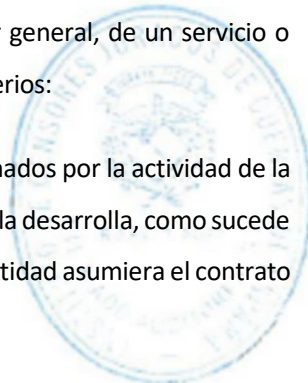 r general, de un servicio o
erios:
nados por la actividad de la
la desarrolla, como sucede
tidad asumiera el contrato